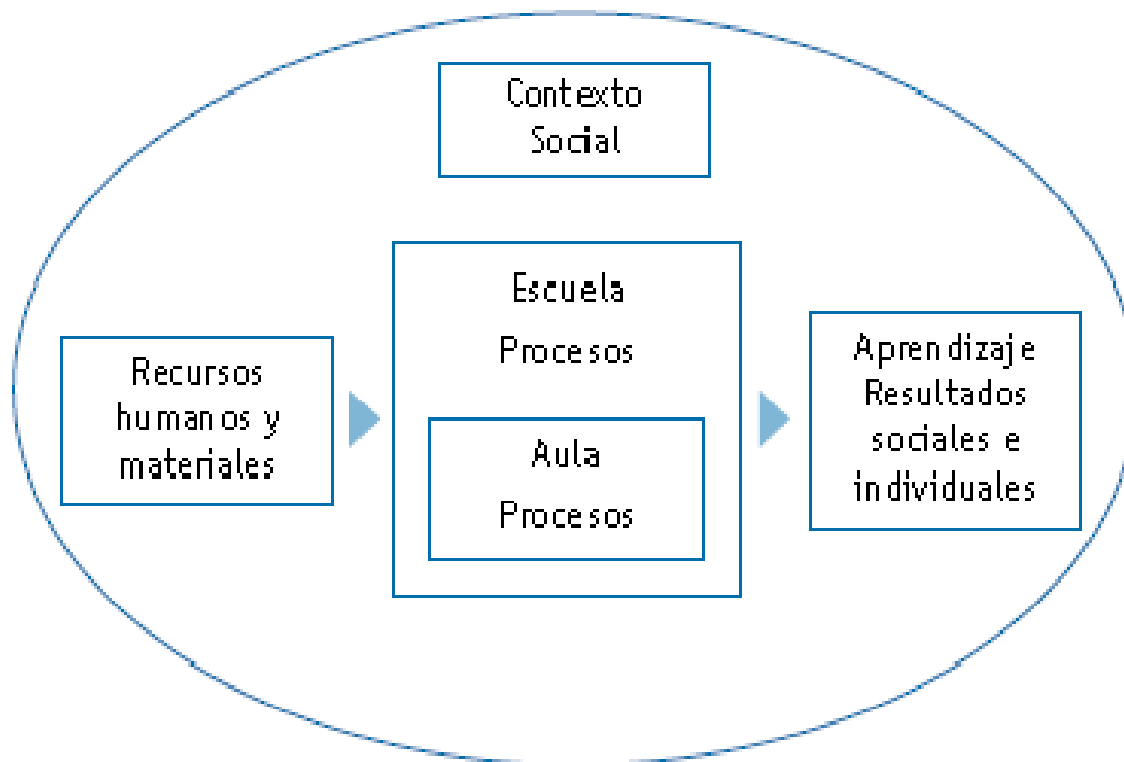 Contexto
Social
Recursos
humanos y
materiales
Escuela
Procesos
Aula
Procesos
Aprendizaje
Resultados
sociales e
individuales